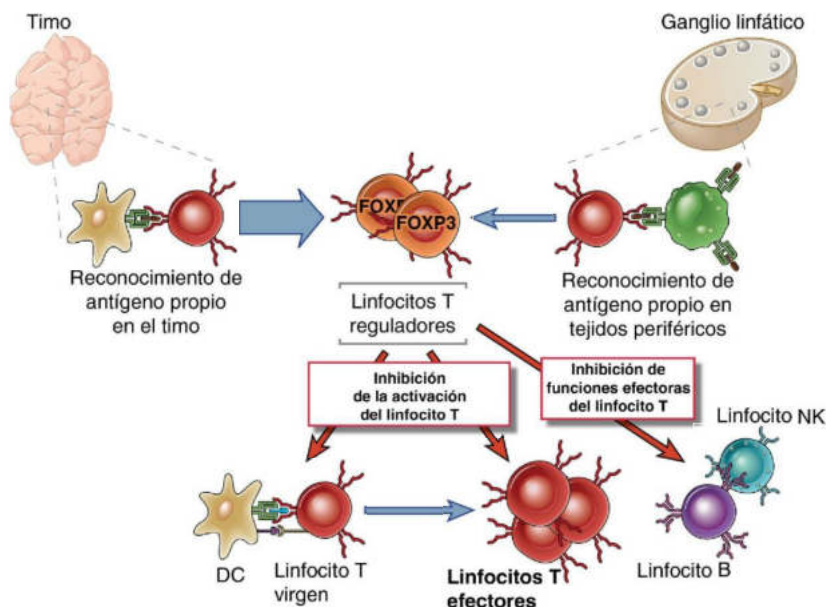 Timo
Ganglio linfático
FOXP3
FOXP3
Reconocimiento de
antígeno propio
en el timo
Linfocitos T
reguladores
Reconocimiento de
antígeno propio en
tejidos periféricos
Inhibición
de la activación
del linfocito T
Inhibición de
funciones efectoras
del linfocito T
Linfocito NK
DC
Linfocito T
virgen
Linfocitos T
efectores
Linfocito B